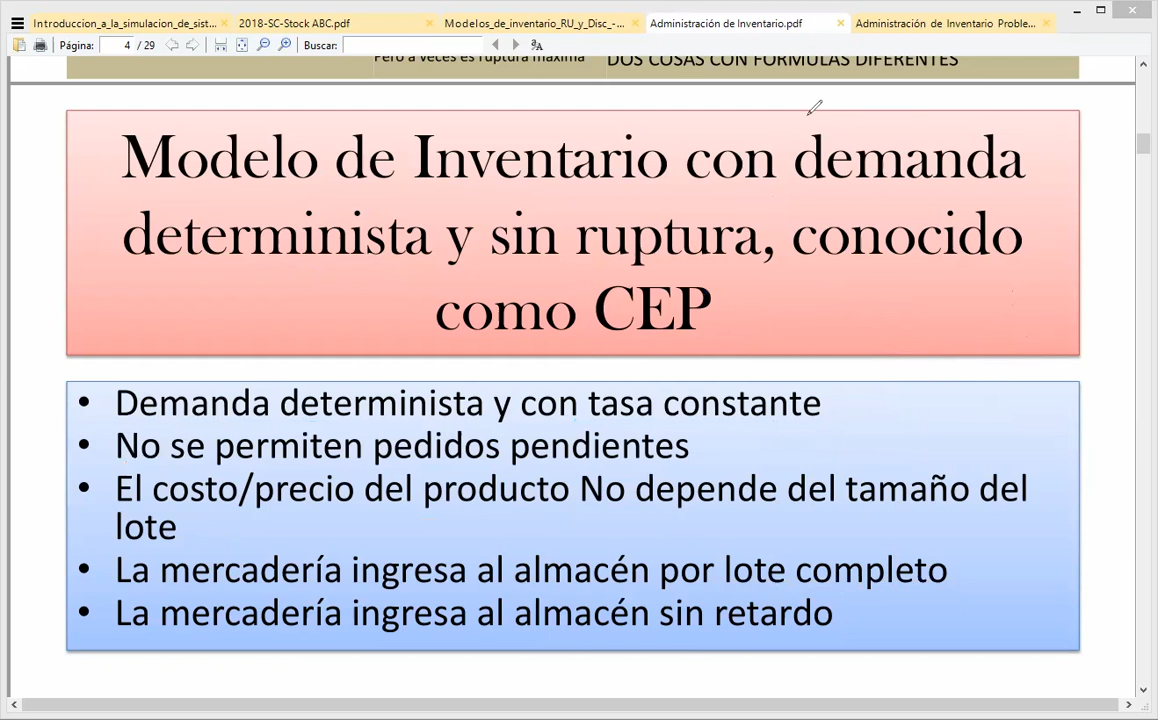 Introduccion_a_la_simulacion_de_sist...
2018-SC-Stock ABC.pdf
Modelos_de_inventario_RU_y_Disc_-...
Administración de Inventario.pdf
Administración de Inventario Proble...
Página: 4 / 29
Buscar:
Pero a veces es ruptura máxima
DOS COSAS CON FORMULAS DIFERENTES
Modelo de Inventario con demanda
determinista y sin ruptura, conocido
como CEP
• Demanda determinista y con tasa constante
• No se permiten pedidos pendientes
• El costo/precio del producto No depende del tamaño del
lote
• La mercadería ingresa al almacén por lote completo
• La mercadería ingresa al almacén sin retardo